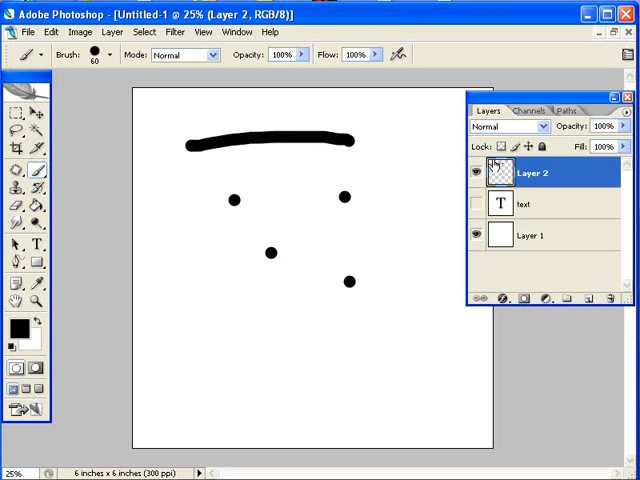 Adobe Photoshop - [Untitled-1 @ 25% (Layer 2, RGB/8)]
File Edit Image Layer Select Filter View Window Help
Brush: 60 Mode: Normal Opacity: 100% Flow: 100%
Layers Channels Paths
Normal Opacity: 100%
Lock: Fill: 100%
Layer 2
T text
Layer 1
T
25% 6 inches x 6 inches (300 ppi)